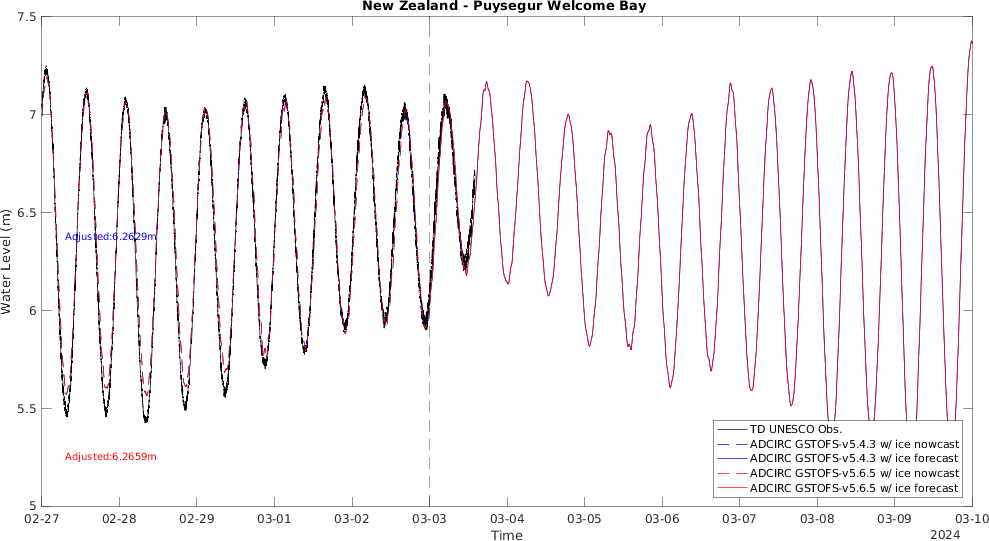 New Zealand - Puysegur Welcome Bay
7.5
7
6.5
6
5.5
5
Water Level (m)
Adjusted:6.2629m
Adjusted:6.2659m
TD UNESCO Obs.
ADCIRC GSTOFS-v5.4.3 w/ ice nowcast
ADCIRC GSTOFS-v5.4.3 w/ ice forecast
ADCIRC GSTOFS-v5.6.5 w/ ice nowcast
ADCIRC GSTOFS-v5.6.5 w/ ice forecast
02-27 02-28 02-29 03-01 03-02 03-03 03-04 03-05 03-06 03-07 03-08 03-09 03-10
Time
2024